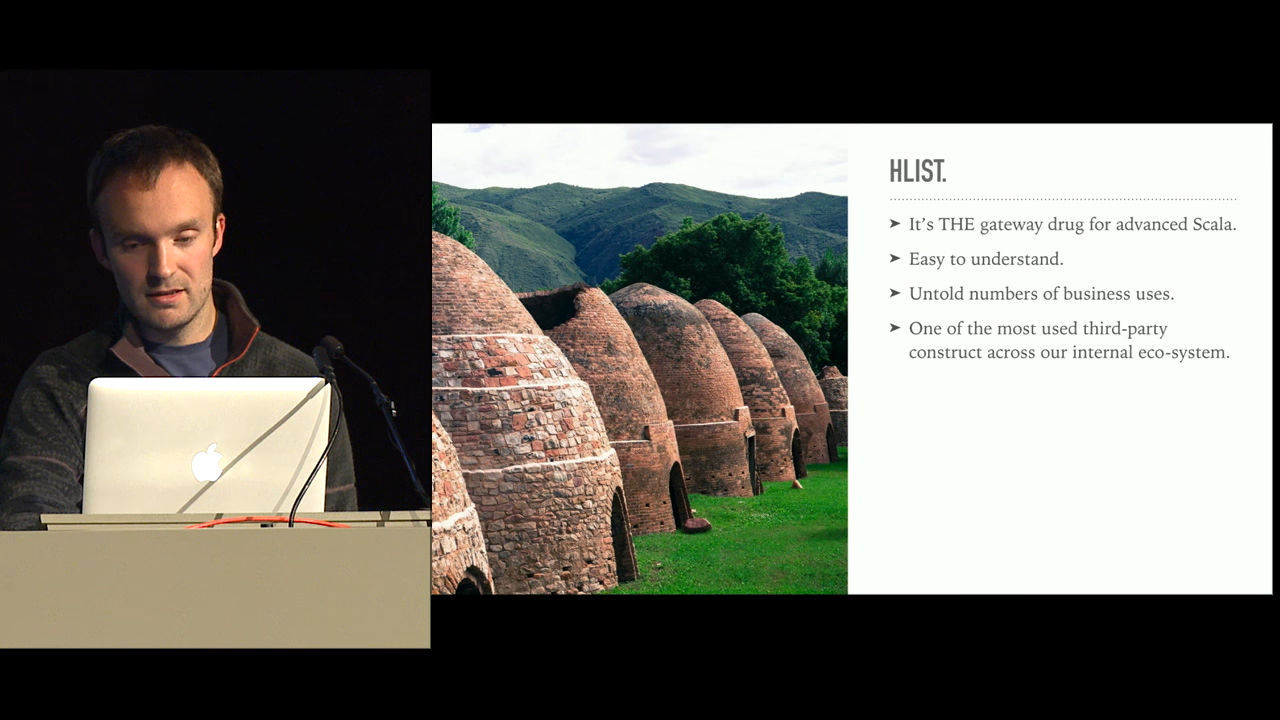 HLIST.
➤ It’s THE gateway drug for advanced Scala.
➤ Easy to understand.
➤ Untold numbers of business uses.
➤ One of the most used third-party
construct across our internal eco-system.